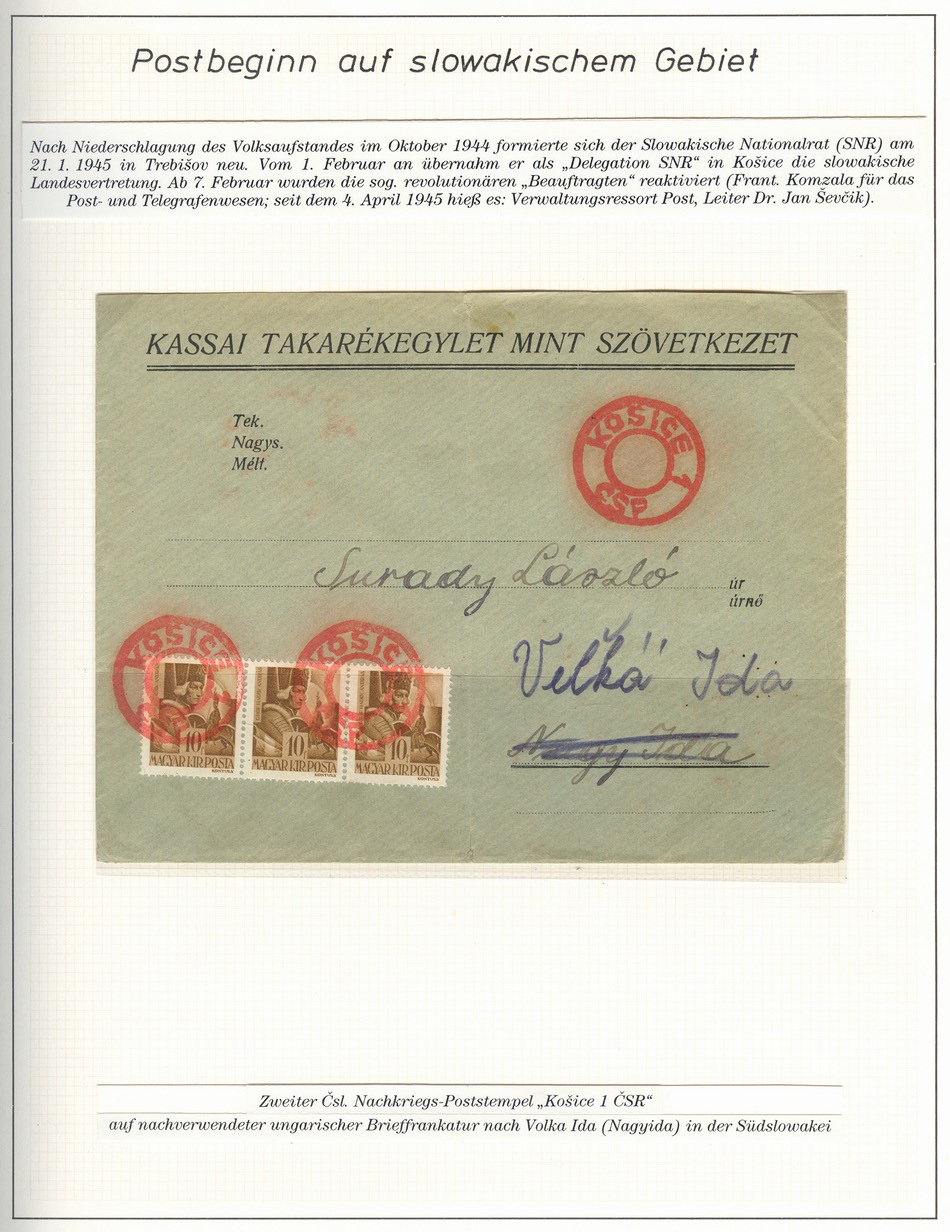 Postbeginn auf slowakischem Gebiet
Nach Niederschlagung des Volksaufstandes im Oktober 1944 formierte sich der Slowakische Nationalrat (SNR) am
21. 1. 1945 in Trebišov neu. Vom 1. Februar an übernahm er als „Delegation SNR“ in Košice die slowakische
Landesvertretung. Ab 7. Februar wurden die sog. revolutionären „Beauftragten“ reaktiviert (Frant. Komzala für das
Post- und Telegrafenwesen; seit dem 4. April 1945 hieß es: Verwaltungsressort Post, Leiter Dr. Jan Ševčik).
KASSAI TAKARÉKEGYLET MINT SZÖVETKEZET
Tek.
Nagys.
Mélt.
KOŠICE 1
ČSP
Surady László
úr
úrnő
Velká Ida
Nagy Ida
KOŠICE
KOŠICE
10
MAGYAR KIR. POSTA
10
MAGYAR KIR. POSTA
10
MAGYAR KIR. POSTA
Zweiter Čsl. Nachkriegs-Poststempel „Košice 1 ČSR“
auf nachverwendeter ungarischer Brieffrankatur nach Volka Ida (Nagyida) in der Südslowakei